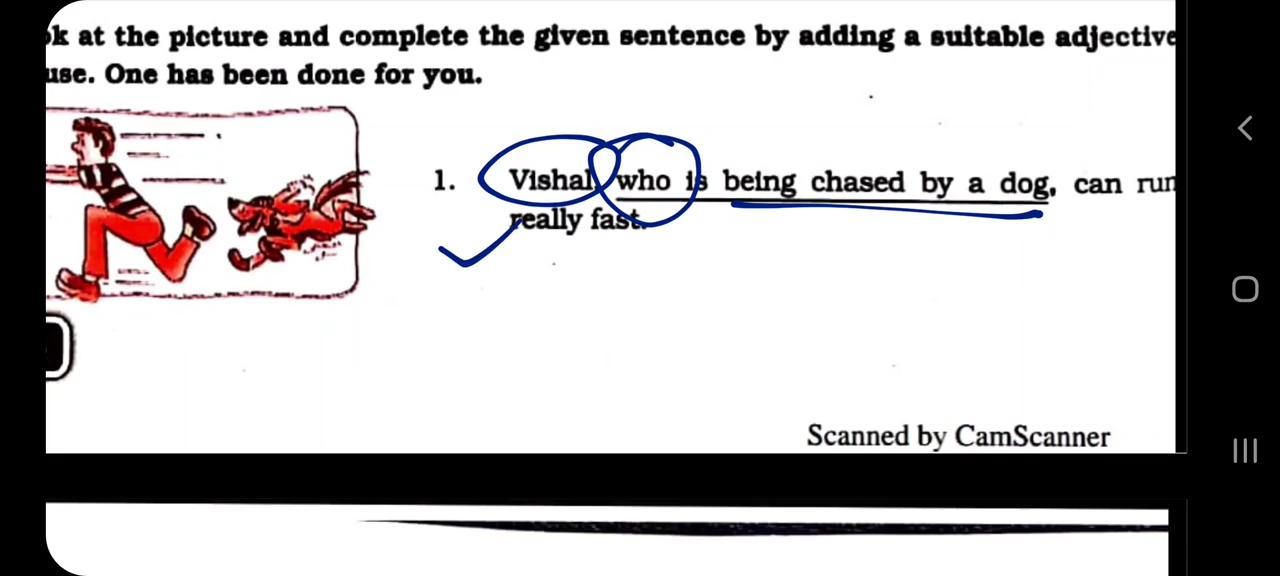 ok at the picture and complete the given sentence by adding a suitable adjective
use. One has been done for you.
1. Vishal, who is being chased by a dog, can run
really fast.
Scanned by CamScanner